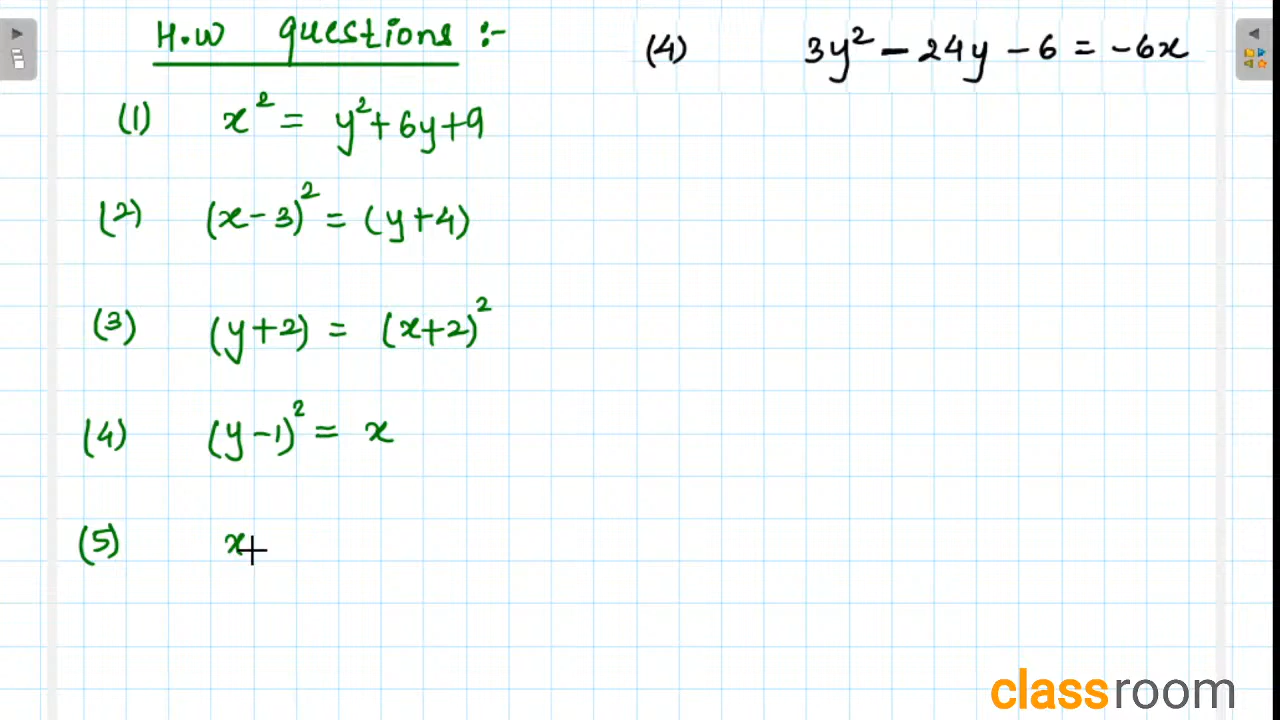 H.W questions :-
(1) x² = y² + 6y + 9
(2) (x - 3)² = (y + 4)
(3) (y + 2) = (x + 2)²
(4) (y - 1)² = x
(5) x
(4) 3y² - 24y - 6 = -6x
classroom